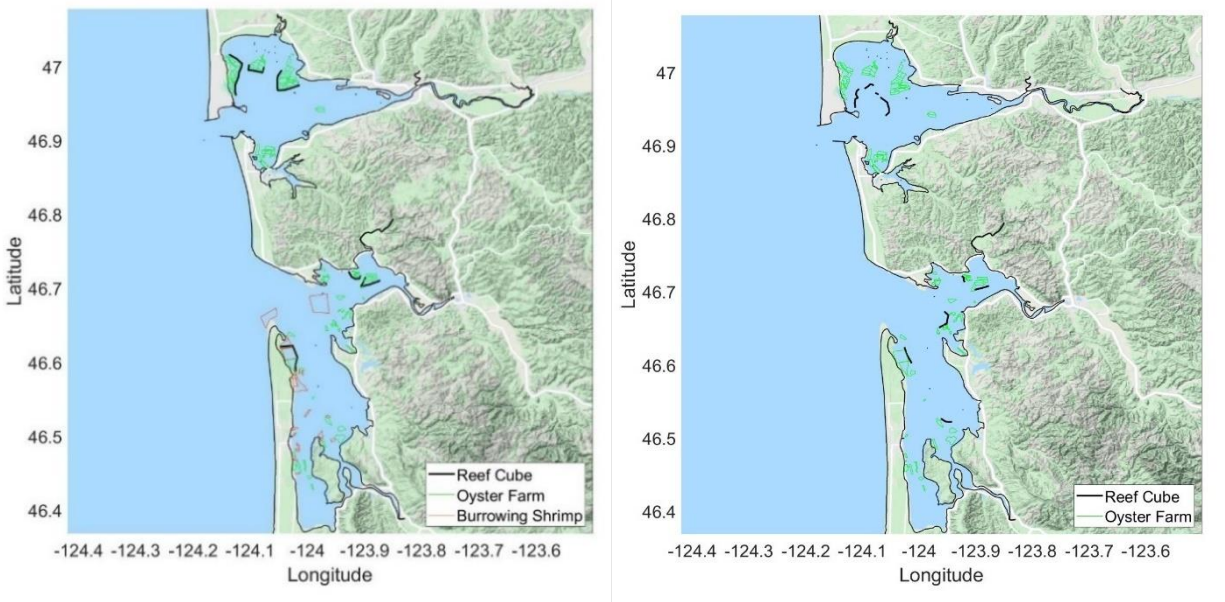 47
46.9
46.8
46.7
46.6
46.5
46.4
Latitude
-124.4 -124.3 -124.2 -124.1 -124 -123.9 -123.8 -123.7 -123.6
Longitude
Reef Cube
Oyster Farm
Burrowing Shrimp
47
46.9
46.8
46.7
46.6
46.5
46.4
Latitude
-124.4 -124.3 -124.2 -124.1 -124 -123.9 -123.8 -123.7 -123.6
Longitude
Reef Cube
Oyster Farm